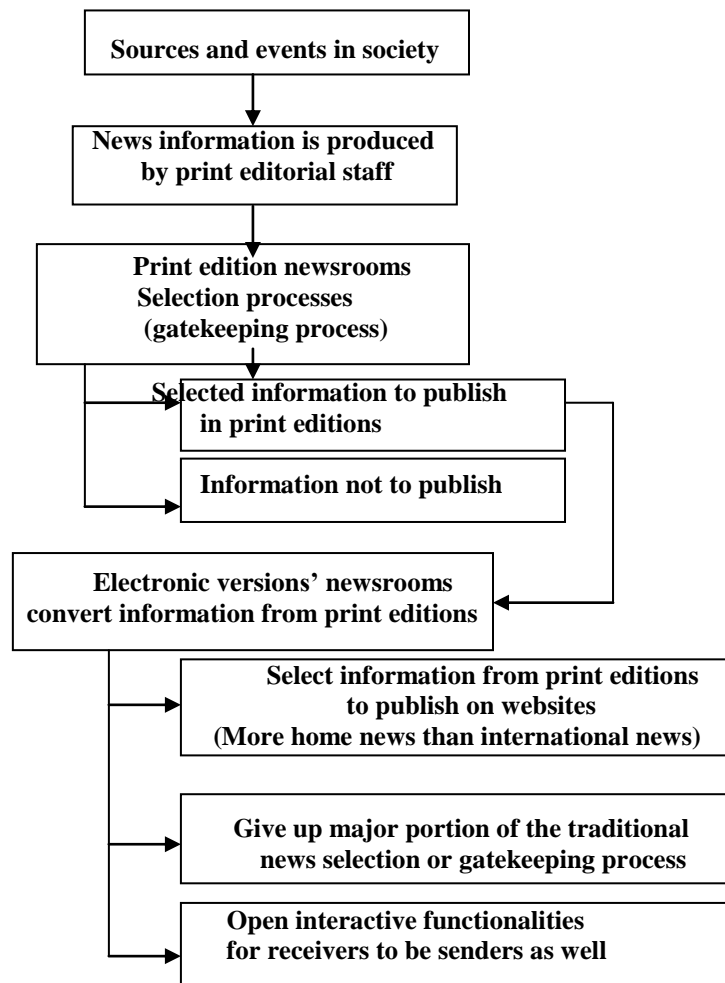 Sources and events in society
News information is produced
by print editorial staff
Print edition newsrooms
Selection processes
(gatekeeping process)
Selected information to publish
in print editions
Information not to publish
Electronic versions’ newsrooms
convert information from print editions
Select information from print editions
to publish on websites
(More home news than international news)
Give up major portion of the traditional
news selection or gatekeeping process
Open interactive functionalities
for receivers to be senders as well